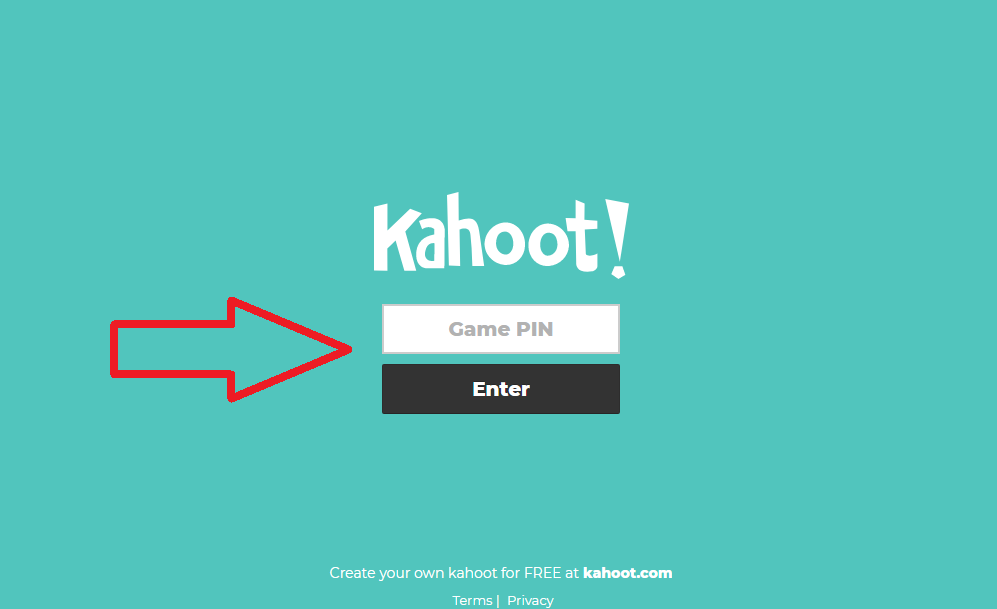 Kahoot!
Game PIN
Enter
Create your own kahoot for FREE at kahoot.com
Terms | Privacy